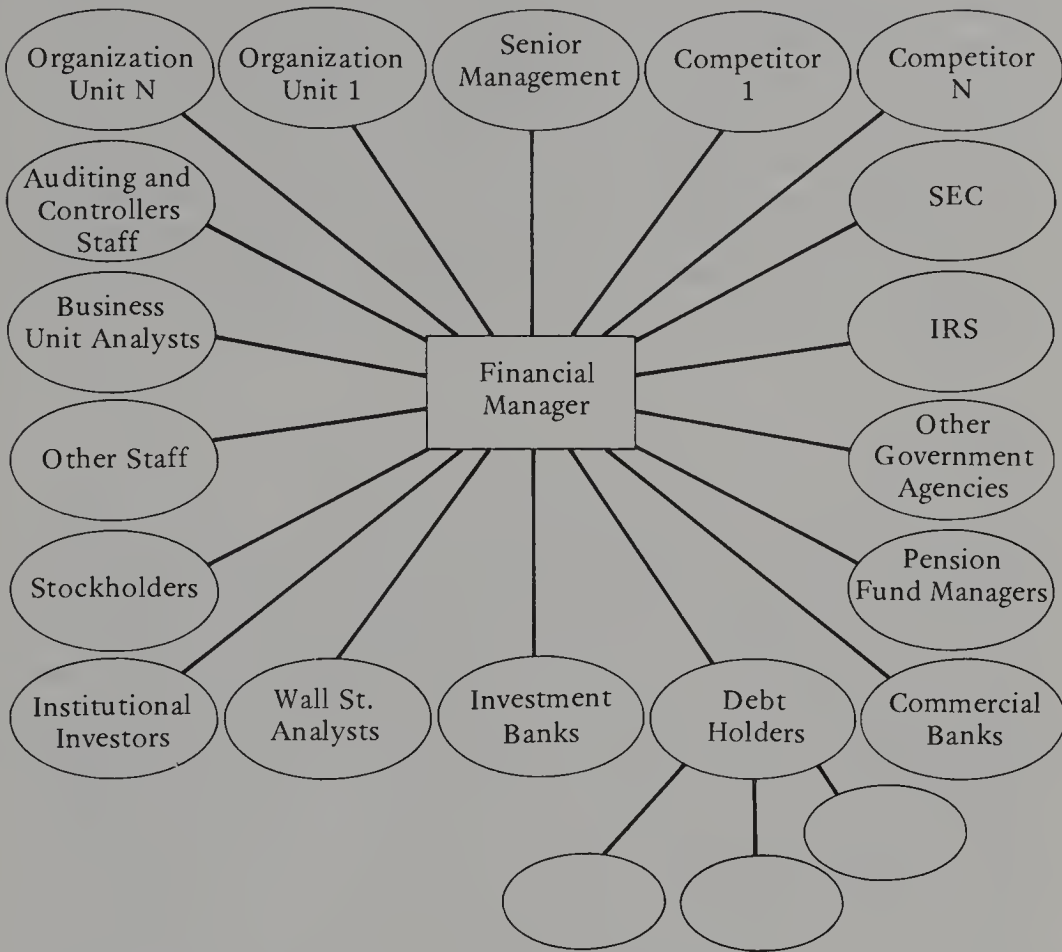 Organization
Unit N
Organization
Unit 1
Senior
Management
Competitor
1
Competitor
N
Auditing and
Controllers
Staff
SEC
Business
Unit Analysts
IRS
Financial
Manager
Other Staff
Other
Government
Agencies
Stockholders
Pension
Fund Managers
Institutional
Investors
Wall St.
Analysts
Investment
Banks
Debt
Holders
Commercial
Banks